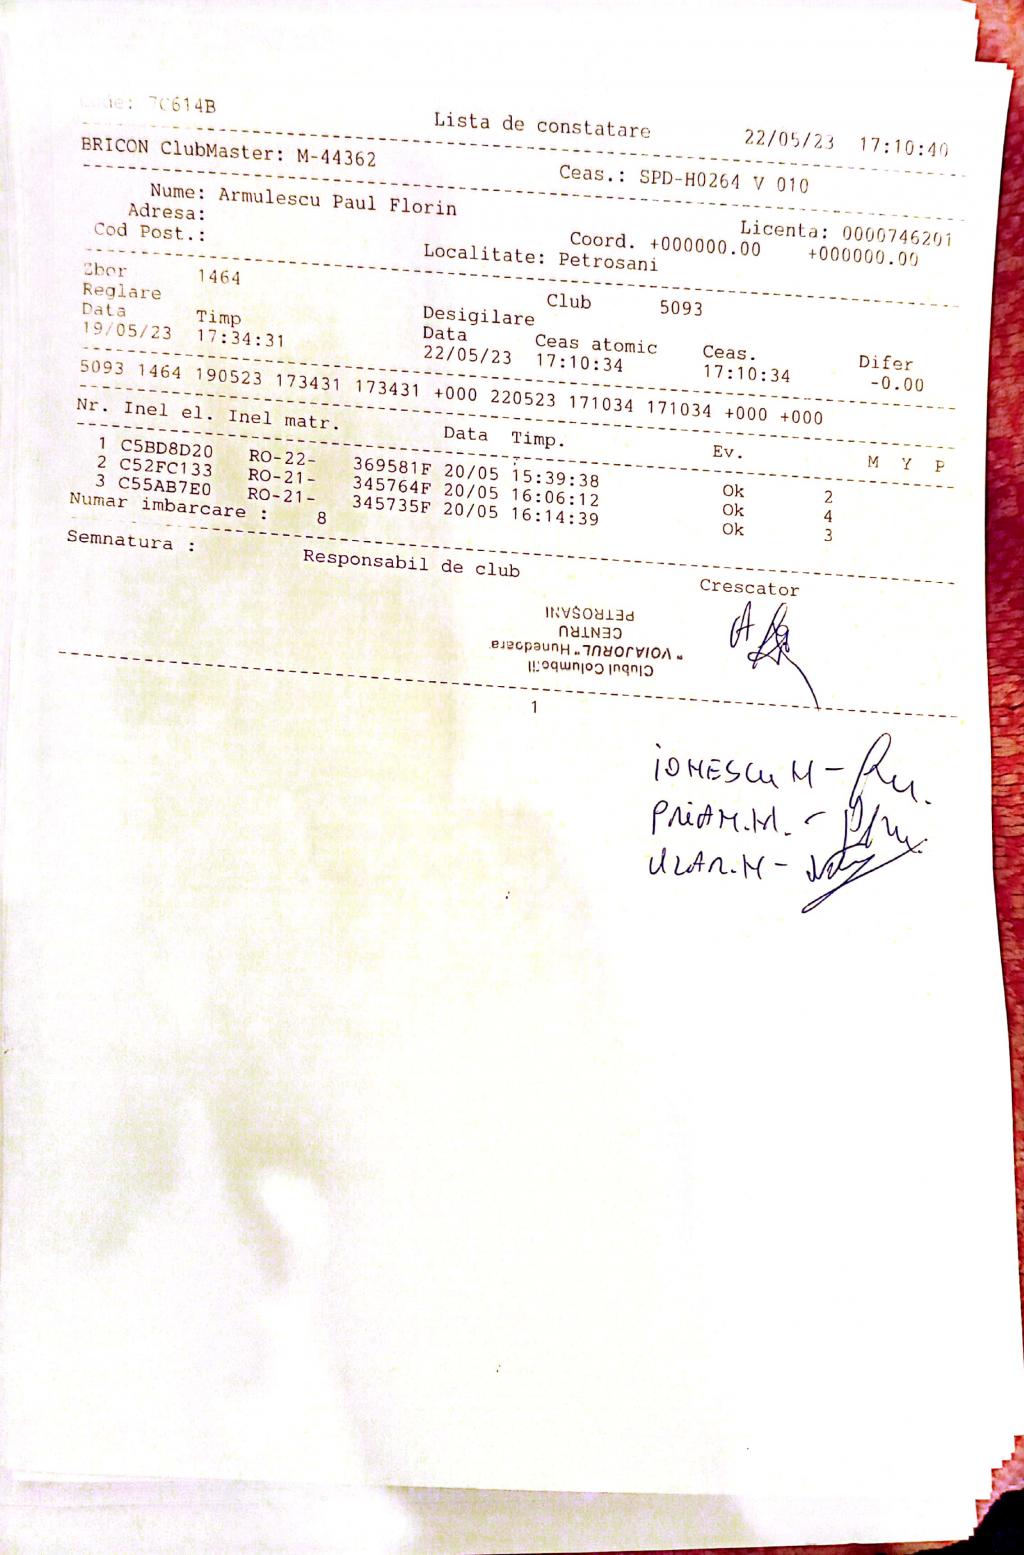 Code: 7C614B Lista de constatare 22/05/23 17:10:40
BRICON ClubMaster: M-44362 Ceas.: SPD-H0264 V 010
Nume: Armulescu Paul Florin Licenta: 0000746201
Adresa: Coord. +000000.00 +000000.00
Cod Post.: Localitate: Petrosani
Zbor 1464 Club 5093
Reglare Desigilare
Data Timp Data Ceas atomic Ceas. Difer
19/05/23 17:34:31 22/05/23 17:10:34 17:10:34 -0.00
5093 1464 190523 173431 173431 +000 220523 171034 171034 +000 +000
Nr. Inel el. Inel matr. Data Timp. Ev. M Y P
1 C5BD8D20 RO-22- 369581F 20/05 15:39:38 Ok 2
2 C52FC133 RO-21- 345764F 20/05 16:06:12 Ok 4
3 C55AB7E0 RO-21- 345735F 20/05 16:14:39 Ok 3
Numar imbarcare : 8
Semnatura : Responsabil de club Crescator
Clubul Columbofil
"VOIAJORUL" Hunedoara
CENTRU
PETROŞANI
1
IONESCU M -
PRIAM.M. -
UZAR.M -